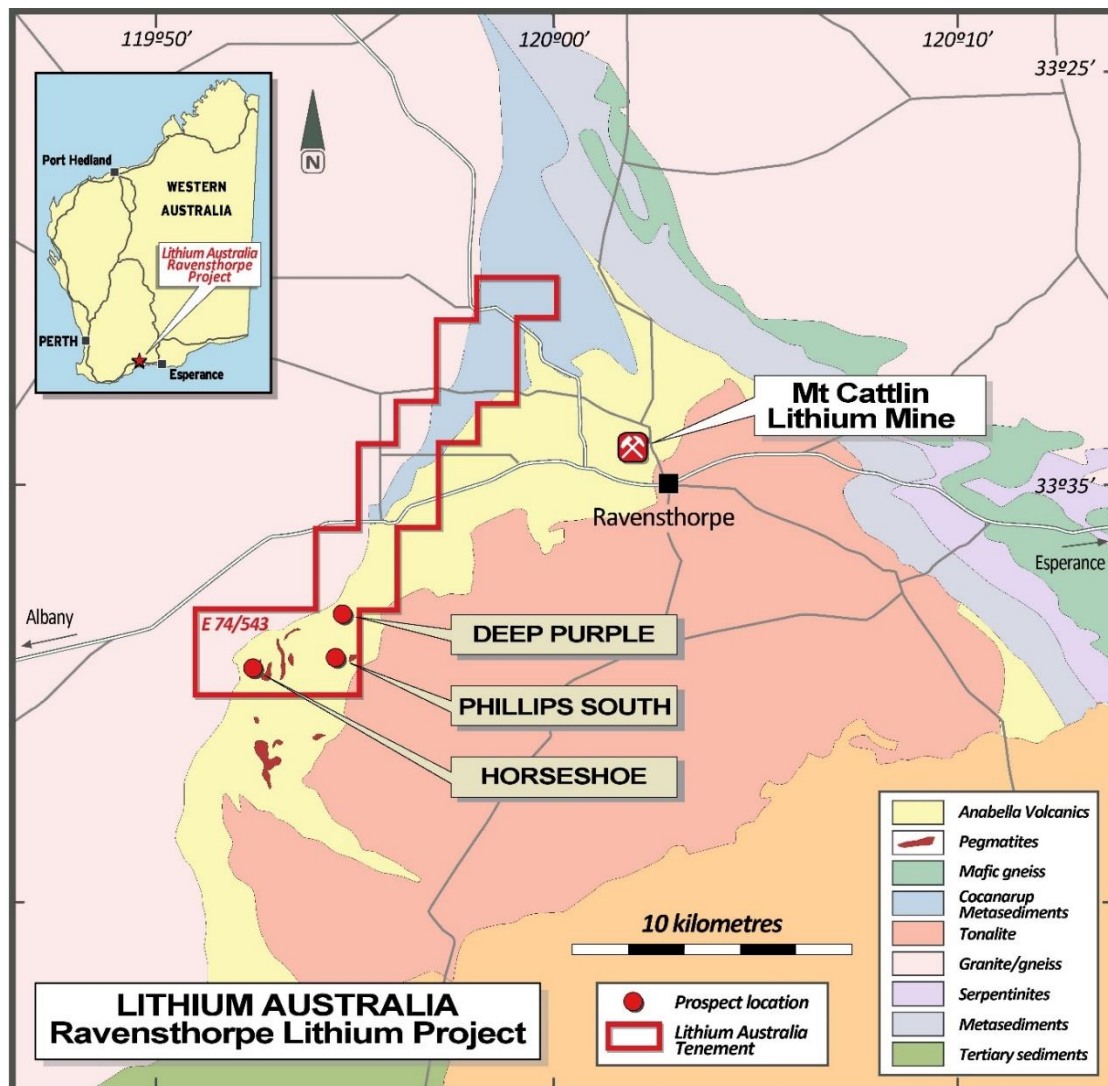 119º50’
120º00’
120º10’
33º25’
Port Hedland
WESTERN
AUSTRALIA
Lithium Australia
Ravensthorpe
Project
PERTH
Esperance
N
Mt Cattlin
Lithium Mine
33º35’
Ravensthorpe
Esperance
Albany
E 74/543
DEEP PURPLE
PHILLIPS SOUTH
HORSESHOE
10 kilometres
LITHIUM AUSTRALIA
Ravensthorpe Lithium Project
Prospect location
Lithium Australia
Tenement
Anabella Volcanics
Pegmatites
Mafic gneiss
Cocanarup
Metasediments
Tonalite
Granite/gneiss
Serpentinites
Metasediments
Tertiary sediments